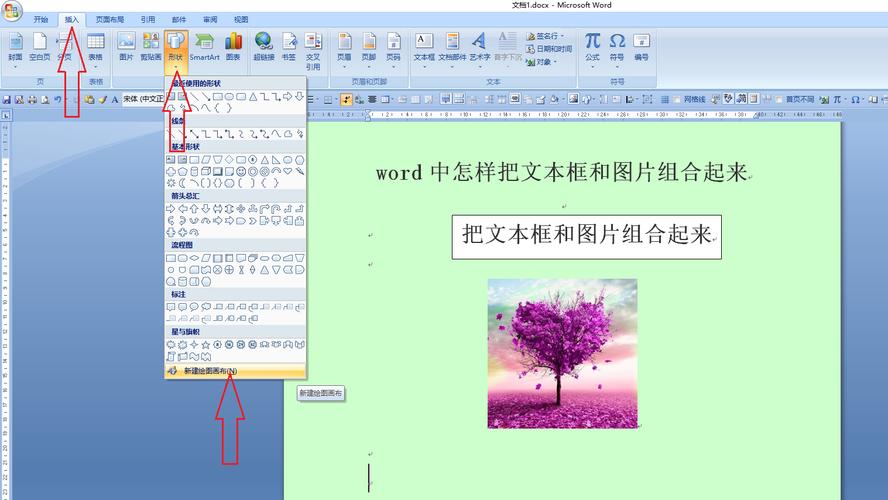 文档1.docx - Microsoft Word
开始 插入 页面布局 引用 邮件 审阅 视图
封面 空白页 分页 表格 图片 剪贴画 形状 SmartArt 图表 超链接 书签 交叉引用 页眉 页脚 页码 文本框 文档部件 艺术字 首字下沉 签名行 日期和时间 对象 公式 符号 编号
页 表格 页眉和页脚 文本 符号
最近使用的形状
宋体 (中文正 网格线 首页不同
线条
基本形状
word 中怎样把文本框和图片组合起来
箭头总汇
把文本框和图片组合起来
流程图
标注
星与旗帜
新建绘图画布(N)
新建绘图画布